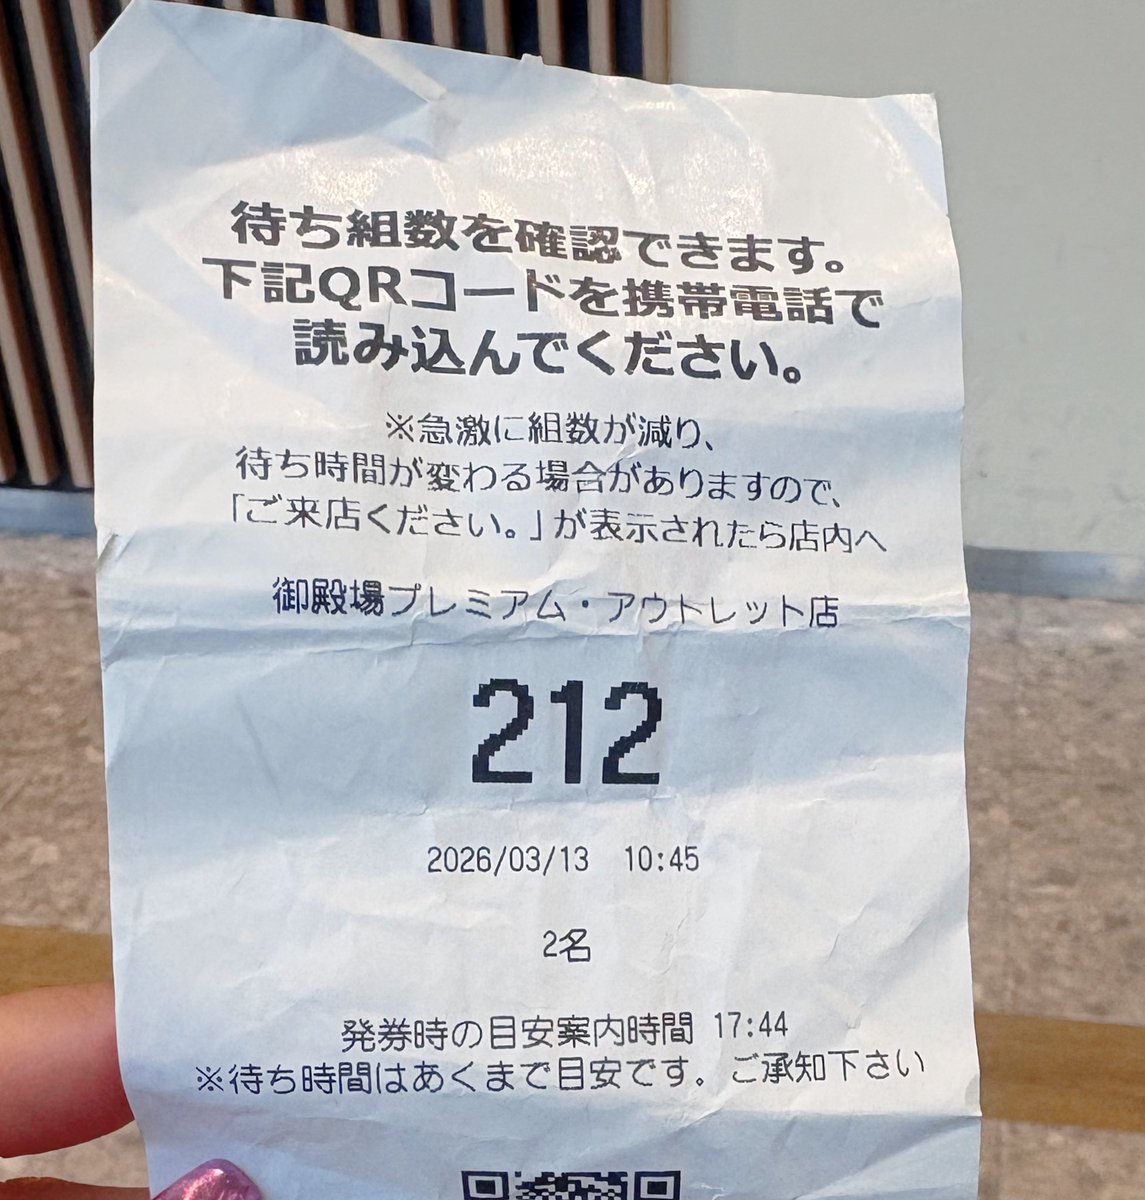 待ち組数を確認できます。
下記QRコードを携帯電話で
読み込んでください。
※急激に組数が減り、
待ち時間が変わる場合がありますので、
「ご来店ください。」が表示されたら店内へ
御殿場プレミアム・アウトレット店
212
2026/03/13 10:45
2名
発券時の目安案内時間 17:44
※待ち時間はあくまで目安です。ご承知下さい